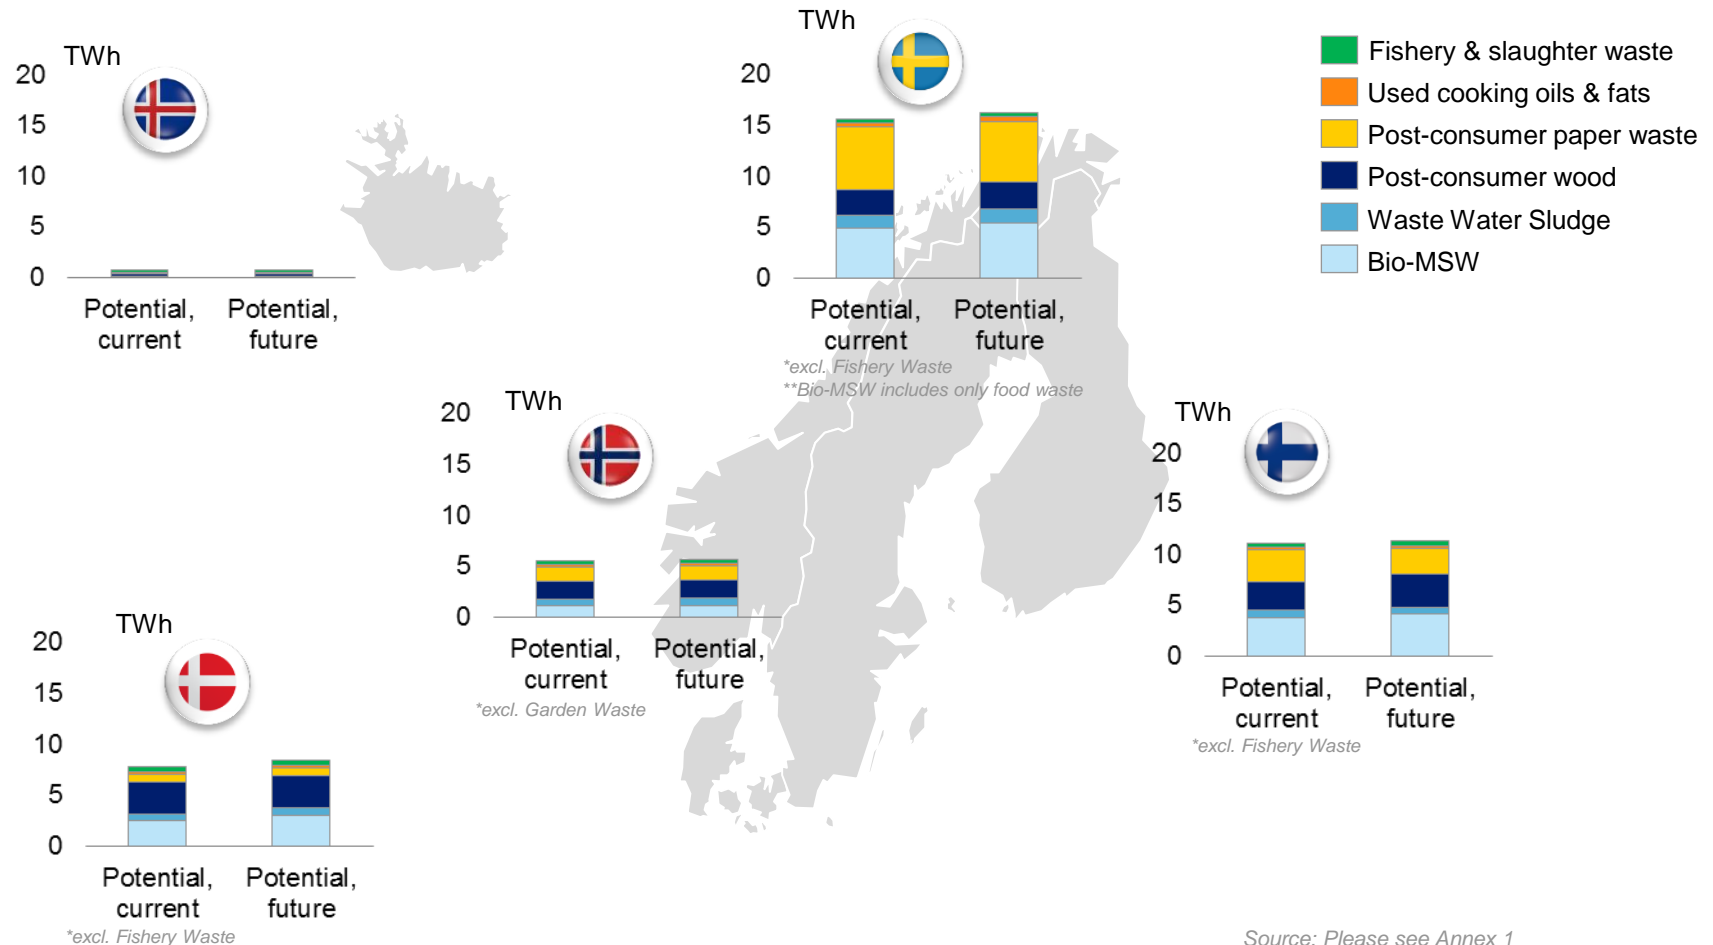 TWh
20
15
10
5
0
Potential,
current
Potential,
future
TWh
20
15
10
5
0
Potential,
current
Potential,
future
*excl. Fishery Waste
**Bio-MSW includes only food waste
Fishery & slaughter waste
Used cooking oils & fats
Post-consumer paper waste
Post-consumer wood
Waste Water Sludge
Bio-MSW
TWh
20
15
10
5
0
Potential,
current
Potential,
future
*excl. Garden Waste
TWh
20
15
10
5
0
Potential,
current
Potential,
future
*excl. Fishery Waste
TWh
20
15
10
5
0
Potential,
current
Potential,
future
*excl. Fishery Waste
Source: Please see Annex 1